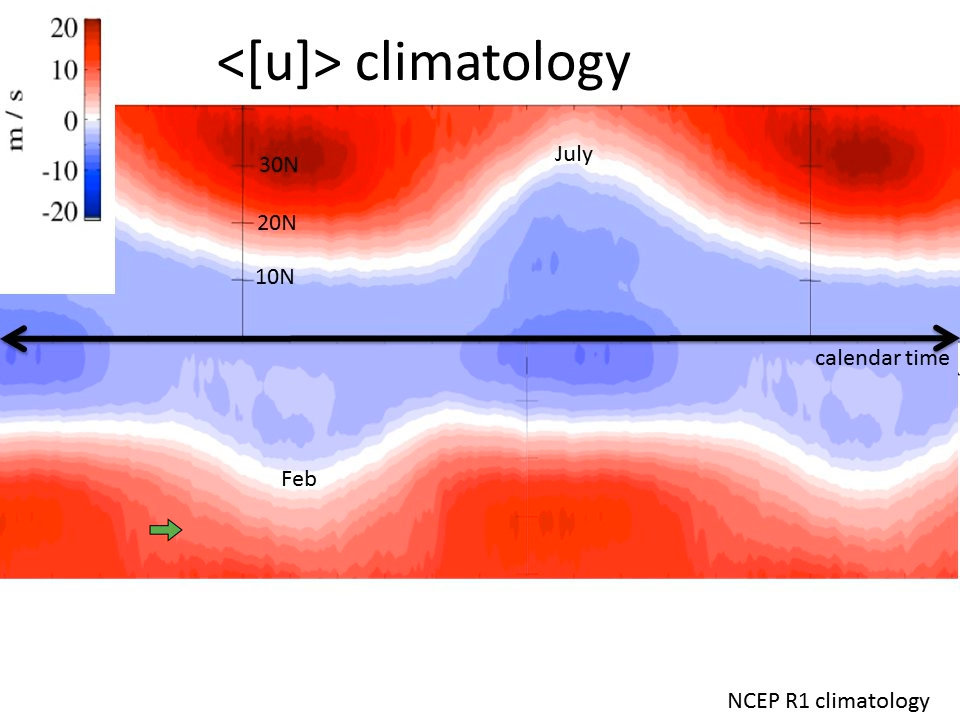 <[u]> climatology
20
10
0
-10
-20
m / s
July
30N
20N
10N
calendar time
Feb
NCEP R1 climatology